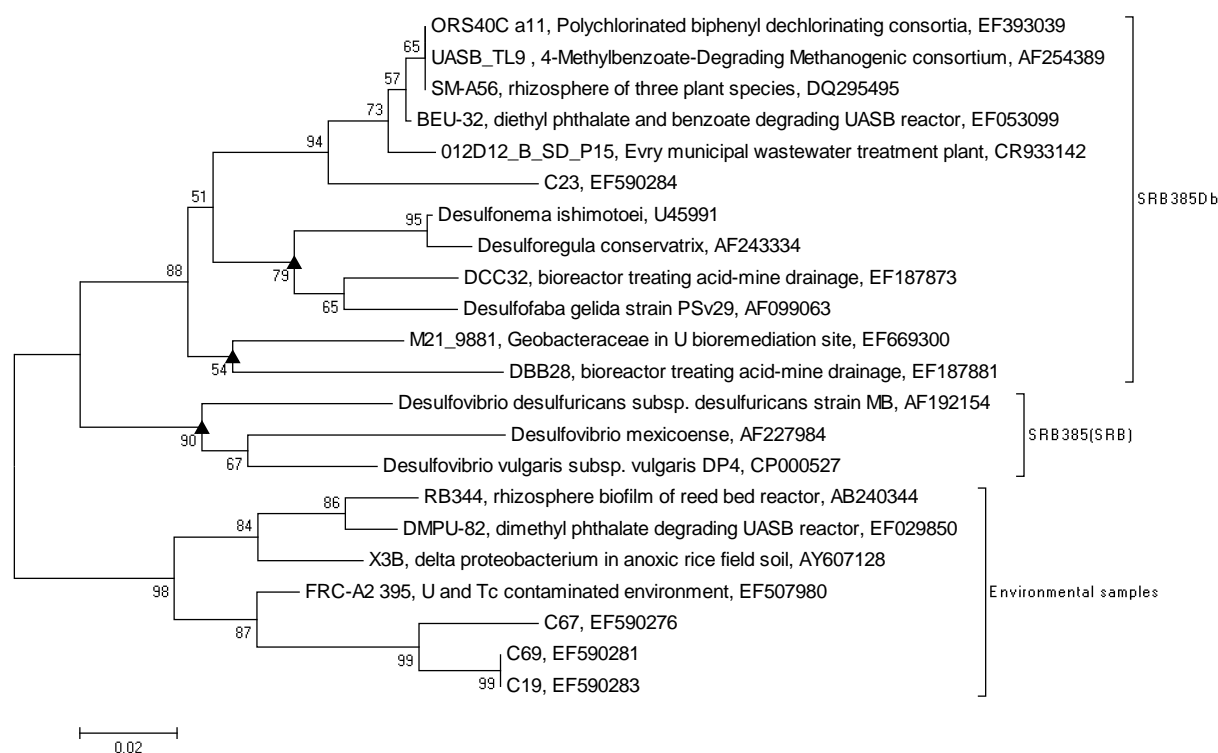 ORS40C a11, Polychlorinated biphenyl dechlorinating consortia, EF393039
65
UASB_TL9 , 4-Methylbenzoate-Degrading Methanogenic consortium, AF254389
57
SM-A56, rhizosphere of three plant species, DQ295495
73
BEU-32, diethyl phthalate and benzoate degrading UASB reactor, EF053099
94
012D12_B_SD_P15, Evry municipal wastewater treatment plant, CR933142
C23, EF590284
51
SRB385Db
95
Desulfonema ishimotoei, U45991
Desulforegula conservatrix, AF243334
79
88
DCC32, bioreactor treating acid-mine drainage, EF187873
65
Desulfofaba gelida strain PSv29, AF099063
M21_9881, Geobacteraceae in U bioremediation site, EF669300
54
DBB28, bioreactor treating acid-mine drainage, EF187881
Desulfovibrio desulfuricans subsp. desulfuricans strain MB, AF192154
90
Desulfovibrio mexicoense, AF227984
SRB385(SRB)
67
Desulfovibrio vulgaris subsp. vulgaris DP4, CP000527
86
RB344, rhizosphere biofilm of reed bed reactor, AB240344
84
DMPU-82, dimethyl phthalate degrading UASB reactor, EF029850
X3B, delta proteobacterium in anoxic rice field soil, AY607128
98
FRC-A2 395, U and Tc contaminated environment, EF507980
Environmental samples
87
C67, EF590276
99
C69, EF590281
99
C19, EF590283
0.02